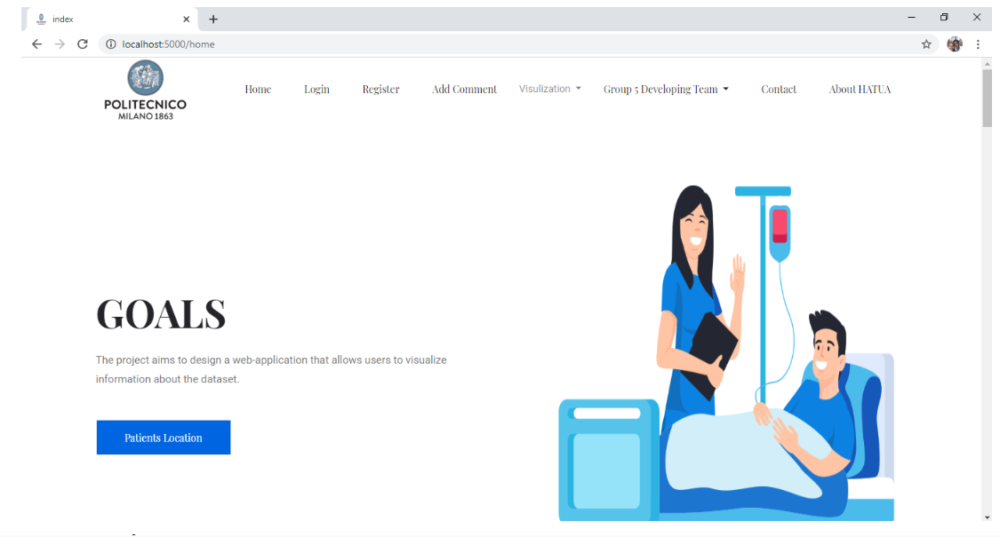 index
localhost:5000/home
POLITECNICO
MILANO 1863
Home Login Register Add Comment Visulization Group 5 Developing Team Contact About HATUA
GOALS
The project aims to design a web-application that allows users to visualize
information about the dataset.
Patients Location